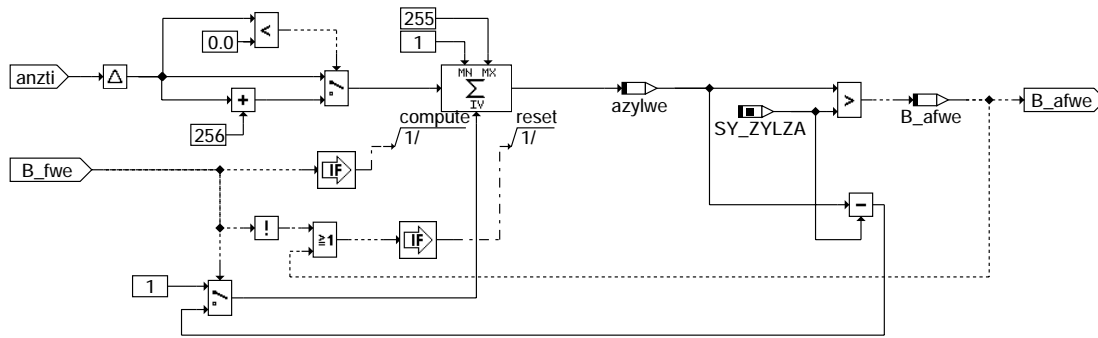 255
0.0
<
1
MN MX
anzti
Δ
Σ
+
IV
azylwe
>
B_afwe
B_afwe
256
compute
1/
reset
1/
SY_ZYLZA
B_fwe
IF
−
!
≥1
IF
1